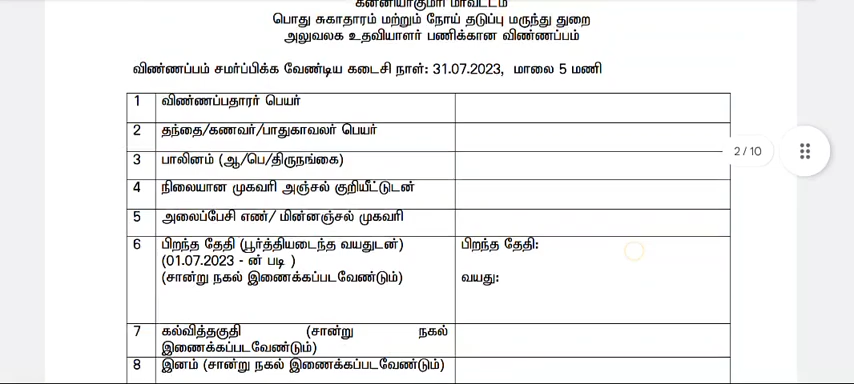 கன்னியாகுமரி மாவட்டம்
பொது சுகாதாரம் மற்றும் நோய் தடுப்பு மருந்து துறை
அலுவலக உதவியாளர் பணிக்கான விண்ணப்பம்
விண்ணப்பம் சமர்ப்பிக்க வேண்டிய கடைசி நாள்: 31.07.2023, மாலை 5 மணி
1 விண்ணப்பதாரர் பெயர்
2 தந்தை/கணவர்/பாதுகாவலர் பெயர்
3 பாலினம் (ஆ/பெ/திருநங்கை)
2 / 10
4 நிலையான முகவரி அஞ்சல் குறியீட்டுடன்
5 அலைப்பேசி எண்/ மின்னஞ்சல் முகவரி
6 பிறந்த தேதி (பூர்த்தியடைந்த வயதுடன்) பிறந்த தேதி:
(01.07.2023 - ன் படி )
(சான்று நகல் இணைக்கப்படவேண்டும்) வயது:
7 கல்வித்தகுதி (சான்று நகல்
இணைக்கப்படவேண்டும்)
8 இனம் (சான்று நகல் இணைக்கப்படவேண்டும்)